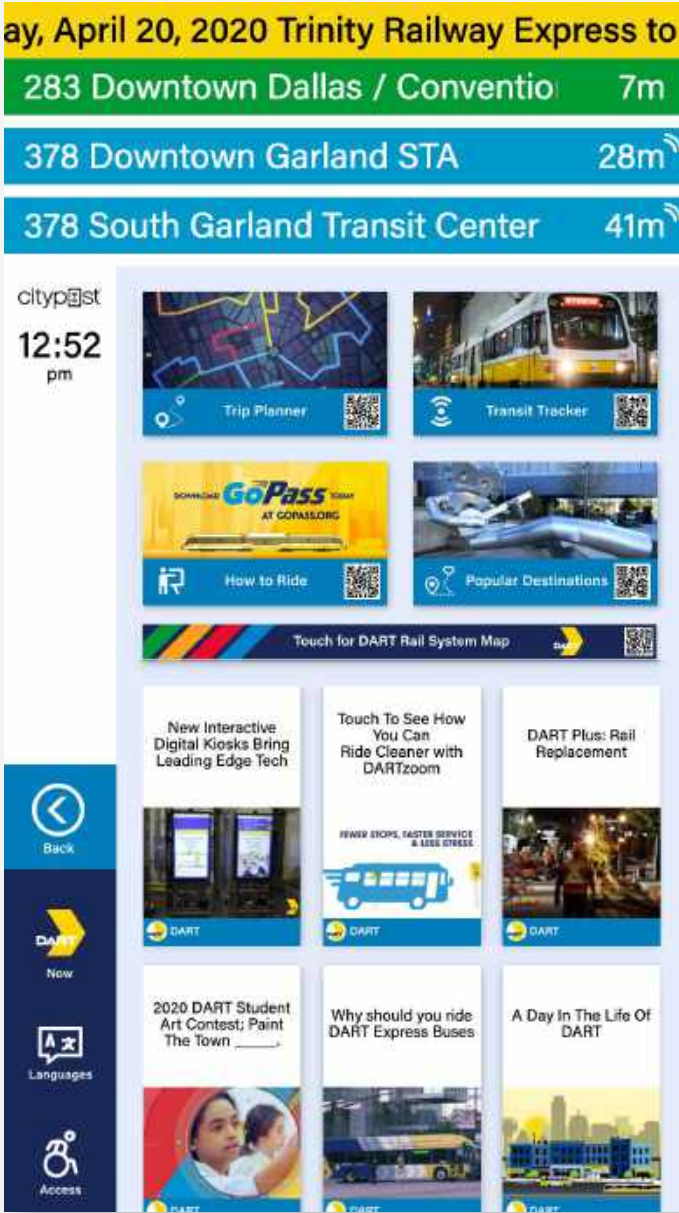 ay, April 20, 2020 Trinity Railway Express to
283 Downtown Dallas / Conventio 7m
378 Downtown Garland STA 28m
378 South Garland Transit Center 41m
citypost
12:52
pm
Trip Planner
Transit Tracker
DOWNLOAD GoPass TODAY
AT GOPASS.ORG
How to Ride
Popular Destinations
Touch for DART Rail System Map
DART
New Interactive
Digital Kiosks Bring
Leading Edge Tech
DART
Touch To See How
You Can
Ride Cleaner with
DARTzoom
FEWER STOPS, FASTER SERVICE
& LESS STRESS
DART
DART Plus: Rail
Replacement
DART
Back
DART
Now
Languages
Access
2020 DART Student
Art Contest; Paint
The Town _____.
DART
Why should you ride
DART Express Buses
DART
A Day In The Life Of
DART
DART